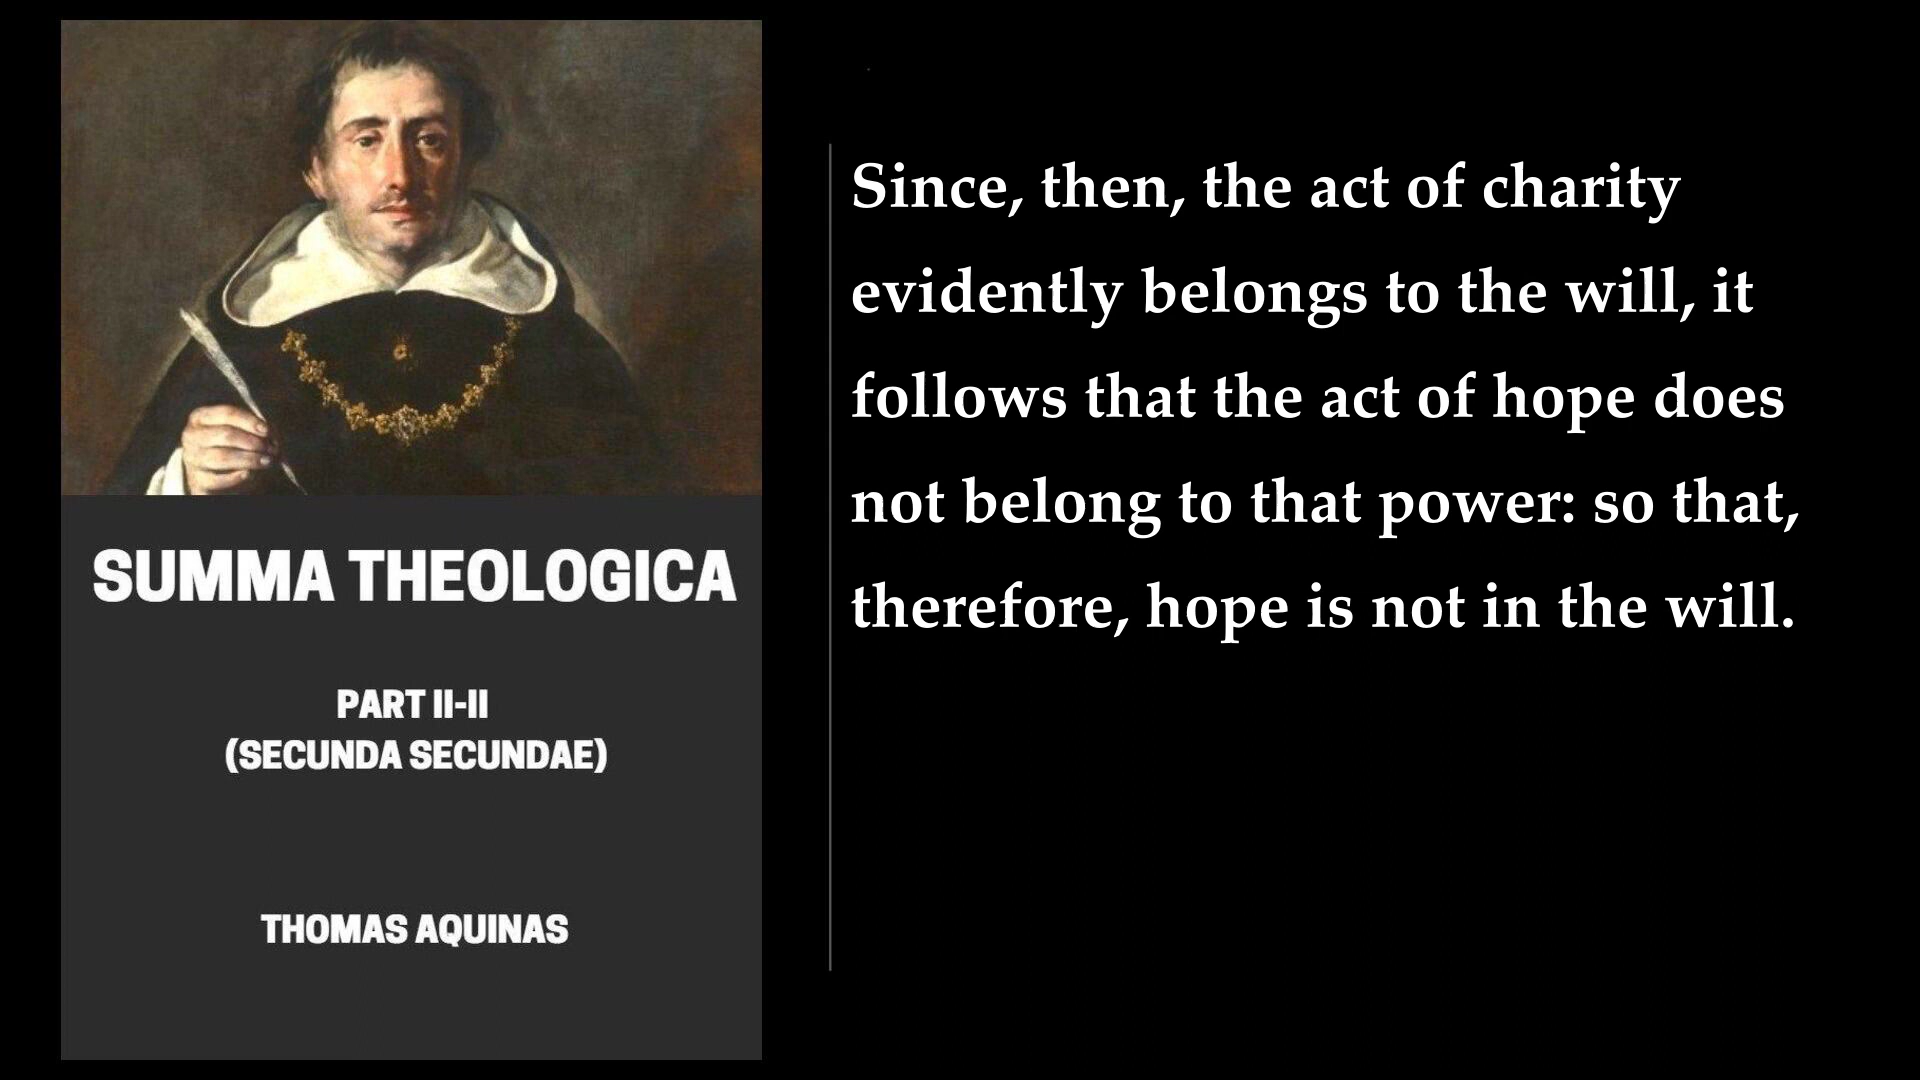 SUMMA THEOLOGICA
PART II-II
(SECUNDA SECUNDAE)
THOMAS AQUINAS
Since, then, the act of charity
evidently belongs to the will, it
follows that the act of hope does
not belong to that power: so that,
therefore, hope is not in the will.